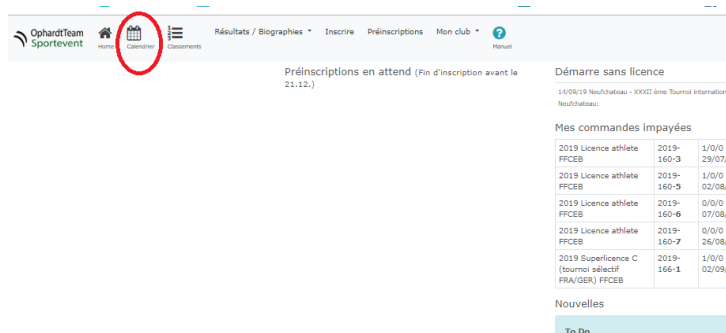 OphardtTeam
Sportevent
Home
Calendrier
Classements
Résultats / Biographies
Inscrire
Préinscriptions
Mon club
?
Manuel
Préinscriptions en attend (Fin d'inscription avant le
21.12.)
Démarre sans licence
14/09/19 Neufchateau - XXXII ème Tournoi internation
Neufchateau:
Mes commandes impayées
2019 Licence athlete 2019- 1/0/0
FFCEB 160-3 29/07/
2019 Licence athlete 2019- 1/0/0
FFCEB 160-5 02/08/
2019 Licence athlete 2019- 0/0/0
FFCEB 160-6 07/08/
2019 Licence athlete 2019- 0/0/0
FFCEB 160-7 26/08/
2019 Superlicence C 2019- 1/0/0
(tournoi sélectif 166-1 02/09/
FRA/GER) FFCEB
Nouvelles
To Do